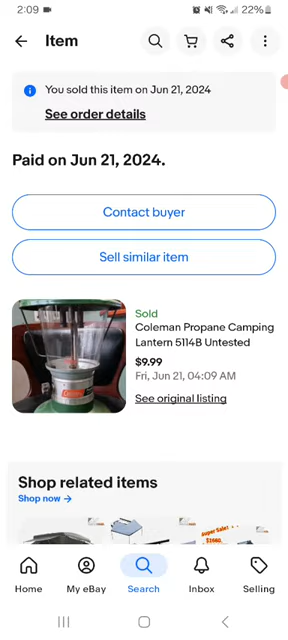 2:09
22%
Item
You sold this item on Jun 21, 2024
See order details
Paid on Jun 21, 2024.
Contact buyer
Sell similar item
Sold
Coleman Propane Camping
Lantern 5114B Untested
$9.99
Fri, Jun 21, 04:09 AM
See original listing
Shop related items
Shop now →
Super Sale!
Home
My eBay
Search
Inbox
Selling